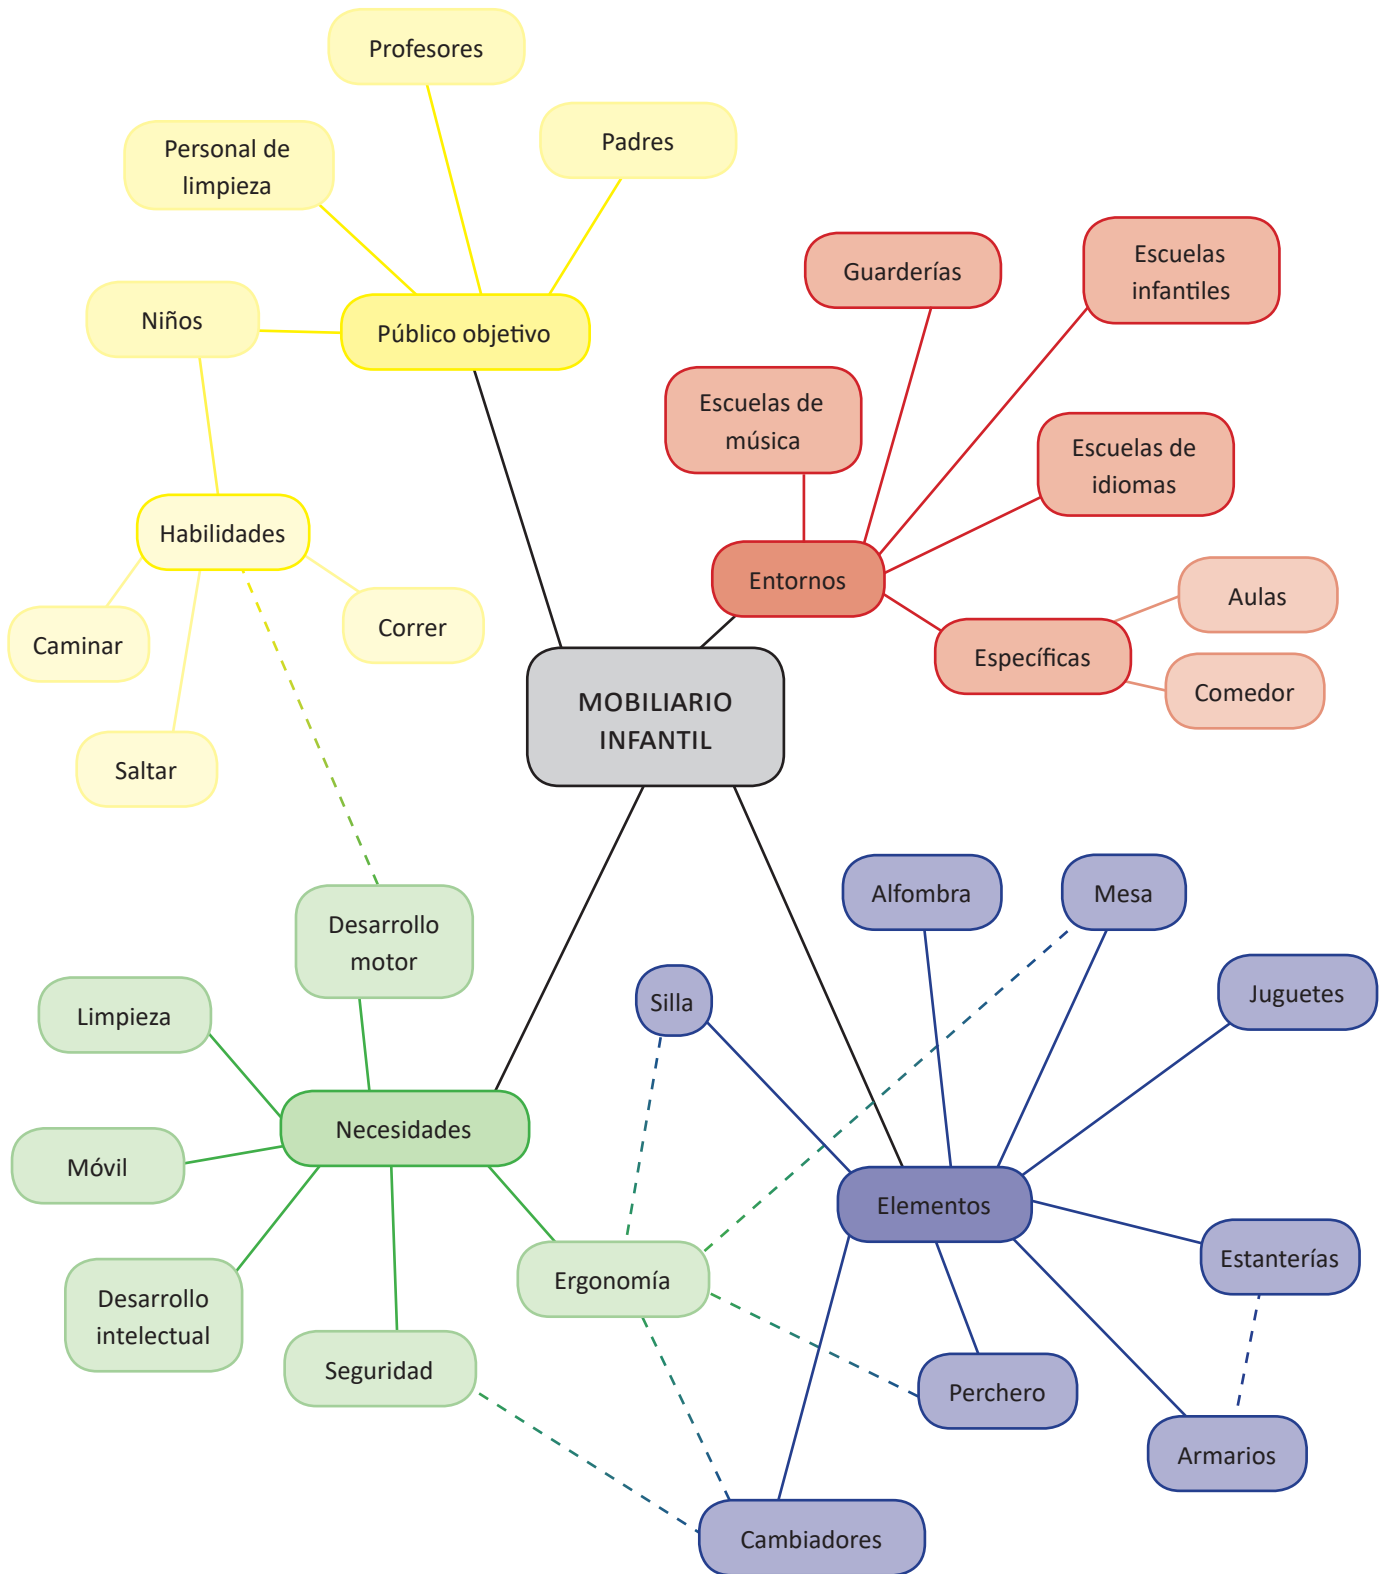 Profesores
Padres
Personal de
limpieza
Niños
Público objetivo
Habilidades
Caminar
Correr
Saltar
Guarderías
Escuelas
infantiles
Escuelas de
música
Escuelas de
idiomas
Entornos
Específicas
Aulas
Comedor
MOBILIARIO
INFANTIL
Desarrollo
motor
Limpieza
Necesidades
Móvil
Desarrollo
intelectual
Seguridad
Ergonomía
Alfombra
Mesa
Silla
Juguetes
Elementos
Estanterías
Perchero
Armarios
Cambiadores